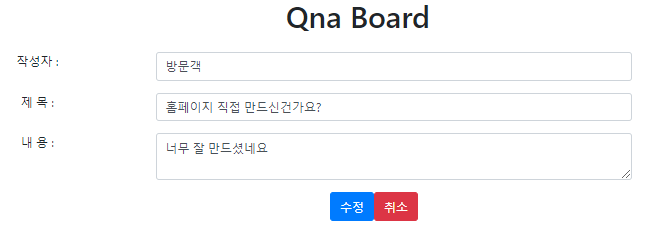 Qna Board
작성자 : 방문객
제 목 : 홈페이지 직접 만드신건가요?
내 용 : 너무 잘 만드셨네요
수정 취소